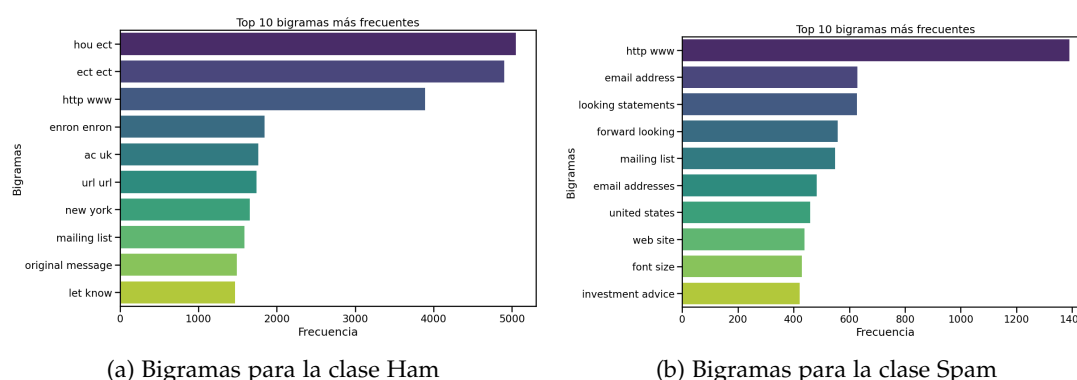 Top 10 bigramas más frecuentes
Bigramas
hou ect
ect ect
http www
enron enron
ac uk
url url
new york
mailing list
original message
let know
0 1000 2000 3000 4000 5000
Frecuencia
(a) Bigramas para la clase Ham
Top 10 bigramas más frecuentes
Bigramas
http www
email address
looking statements
forward looking
mailing list
email addresses
united states
web site
font size
investment advice
0 200 400 600 800 1000 1200
Frecuencia
(b) Bigramas para la clase Spam